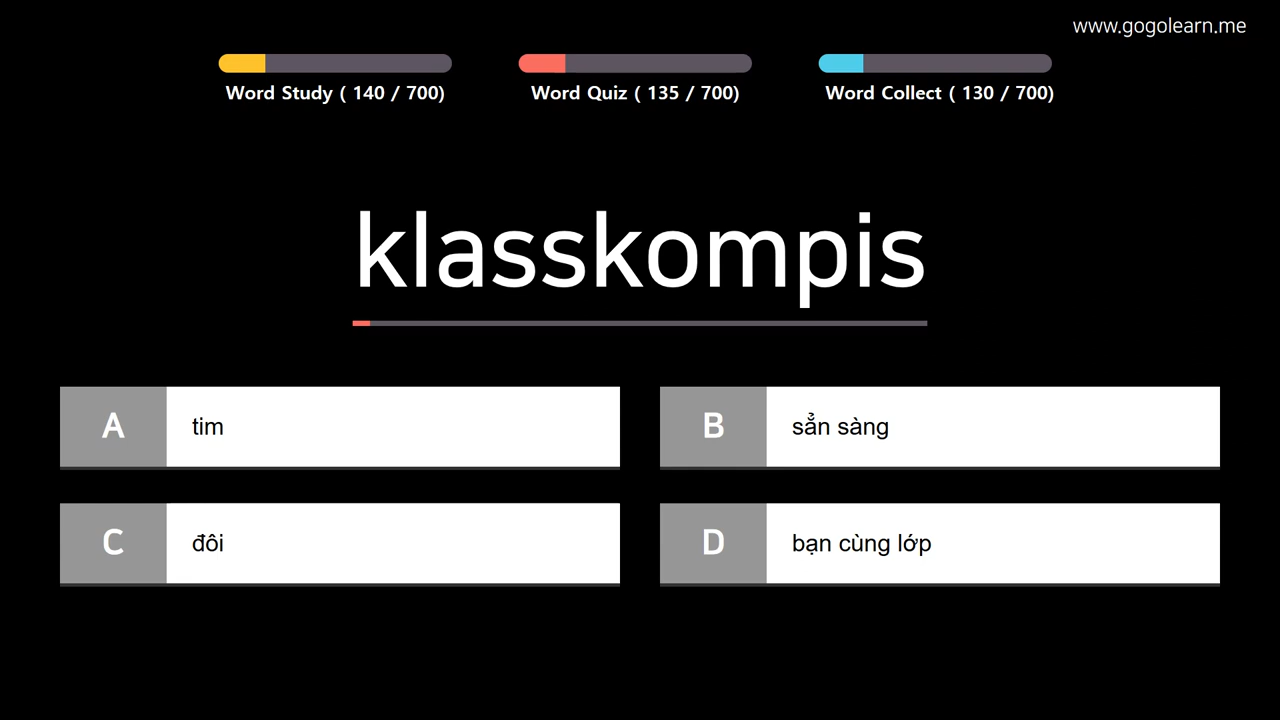 www.gogolearn.me
Word Study ( 140 / 700)
Word Quiz ( 135 / 700)
Word Collect ( 130 / 700)
klasskompis
A tim
B sẳn sàng
C đôi
D bạn cùng lớp